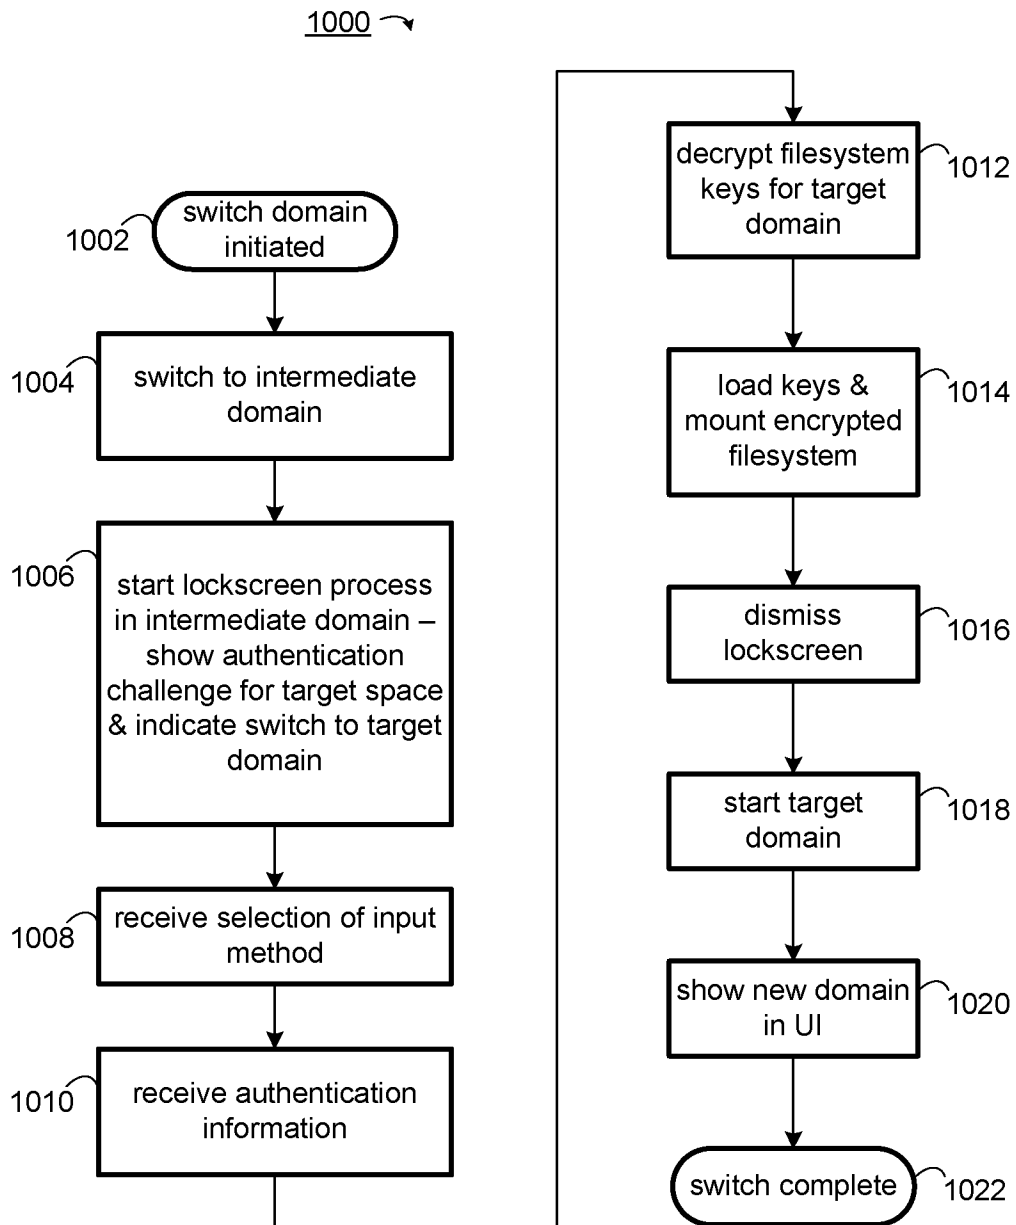 1000
1002
switch domain
initiated
1004
switch to intermediate
domain
1006
start lockscreen process
in intermediate domain –
show authentication
challenge for target space
& indicate switch to target
domain
1008
receive selection of input
method
1010
receive authentication
information
decrypt filesystem
keys for target
domain
1012
load keys &
mount encrypted
filesystem
1014
dismiss
lockscreen
1016
start target
domain
1018
show new domain
in UI
1020
switch complete
1022